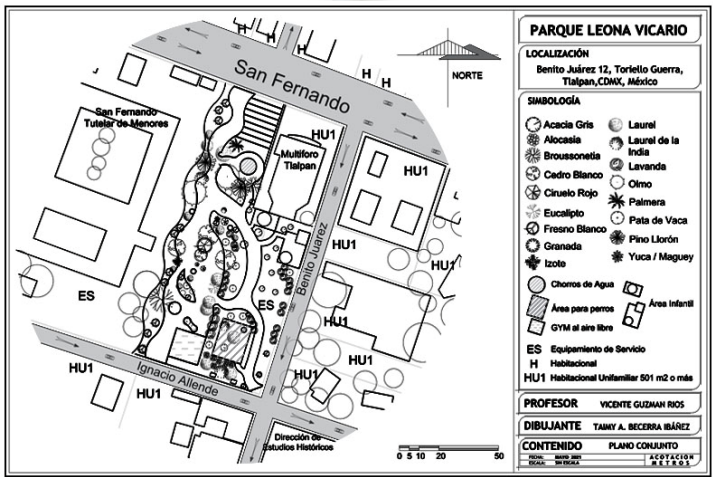 San Fernando
H
H
H
H
NORTE
San Fernando
Tutelar de Menores
HU1
Multiforo
Tlalpan
HU1
Benito Juarez
HU1
HU1
ES
ES
HU1
HU1
HU1
HU1
HU1
HU1
Ignacio Allende
Dirección de
Estudios Históricos
0 5 10 20 50
PARQUE LEONA VICARIO
LOCALIZACIÓN
Benito Juárez 12, Toriello Guerra,
Tlalpan,CDMX, México
SIMBOLOGÍA
Acacia Gris
Alocasia
Broussonetia
Cedro Blanco
Ciruelo Rojo
Eucalipto
Fresno Blanco
Granada
Izote
Laurel
Laurel de la
India
Lavanda
Olmo
Palmera
Pata de Vaca
Pino Llorón
Yuca / Maguey
Chorros de Agua
Área para perros
GYM al aire libre
Área Infantil
ES Equipamiento de Servicio
H Habitacional
HU1 Habitacional Unifamiliar 501 m2 o más
PROFESOR VICENTE GUZMAN RIOS
DIBUJANTE TAIMY A. BECERRA IBÁÑEZ
CONTENIDO PLANO CONJUNTO
FECHA: MAYO 2021
ESCALA: SIN ESCALA
ACOTACION
METROS